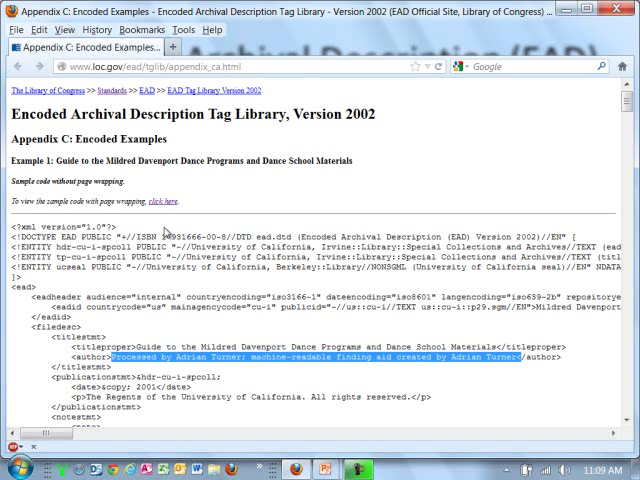 Appendix C: Encoded Examples - Encoded Archival Description Tag Library - Version 2002 (EAD Official Site, Library of Congress) ...
File Edit View History Bookmarks Tools Help
Appendix C: Encoded Examples... +
www.loc.gov/ead/tglib/appendix_ca.html
Google
The Library of Congress >> Standards >> EAD >> EAD Tag Library Version 2002
Encoded Archival Description Tag Library, Version 2002
Appendix C: Encoded Examples
Example 1: Guide to the Mildred Davenport Dance Programs and Dance School Materials
Sample code without page wrapping.
To view the sample code with page wrapping, click here.
<?xml version="1.0"?>
<!DOCTYPE EAD PUBLIC "+//ISBN 1-931666-00-8//DTD ead.dtd (Encoded Archival Description (EAD) Version 2002)//EN" [
<!ENTITY hdr-cu-i-spcoll PUBLIC "-//University of California, Irvine::Library::Special Collections and Archives//TEXT (ead
<!ENTITY tp-cu-i-spcoll PUBLIC "-//University of California, Irvine::Library::Special Collections and Archives//TEXT (titl
<!ENTITY ucseal PUBLIC "-//University of California, Berkeley::Library//NONSGML (University of California seal)//EN" NDATA
]>
<ead>
<eadheader audience="internal" countryencoding="iso3166-1" dateencoding="iso8601" langencoding="iso639-2b" repositorye
<eadid countrycode="us" mainagencycode="cu-i" publicid="-//us::cu-i//TEXT us::cu-i::p29.sgm//EN">Mildred Davenport
</eadid>
<filedesc>
<titlestmt>
<titleproper>Guide to the Mildred Davenport Dance Programs and Dance School Materials</titleproper>
<author>Processed by Adrian Turner; machine-readable finding aid created by Adrian Turner</author>
</titlestmt>
<publicationstmt>&hdr-cu-i-spcoll;
<date>&copy; 2001</date>
<p>The Regents of the University of California. All rights reserved.</p>
</publicationstmt>
<notestmt>
11:09 AM